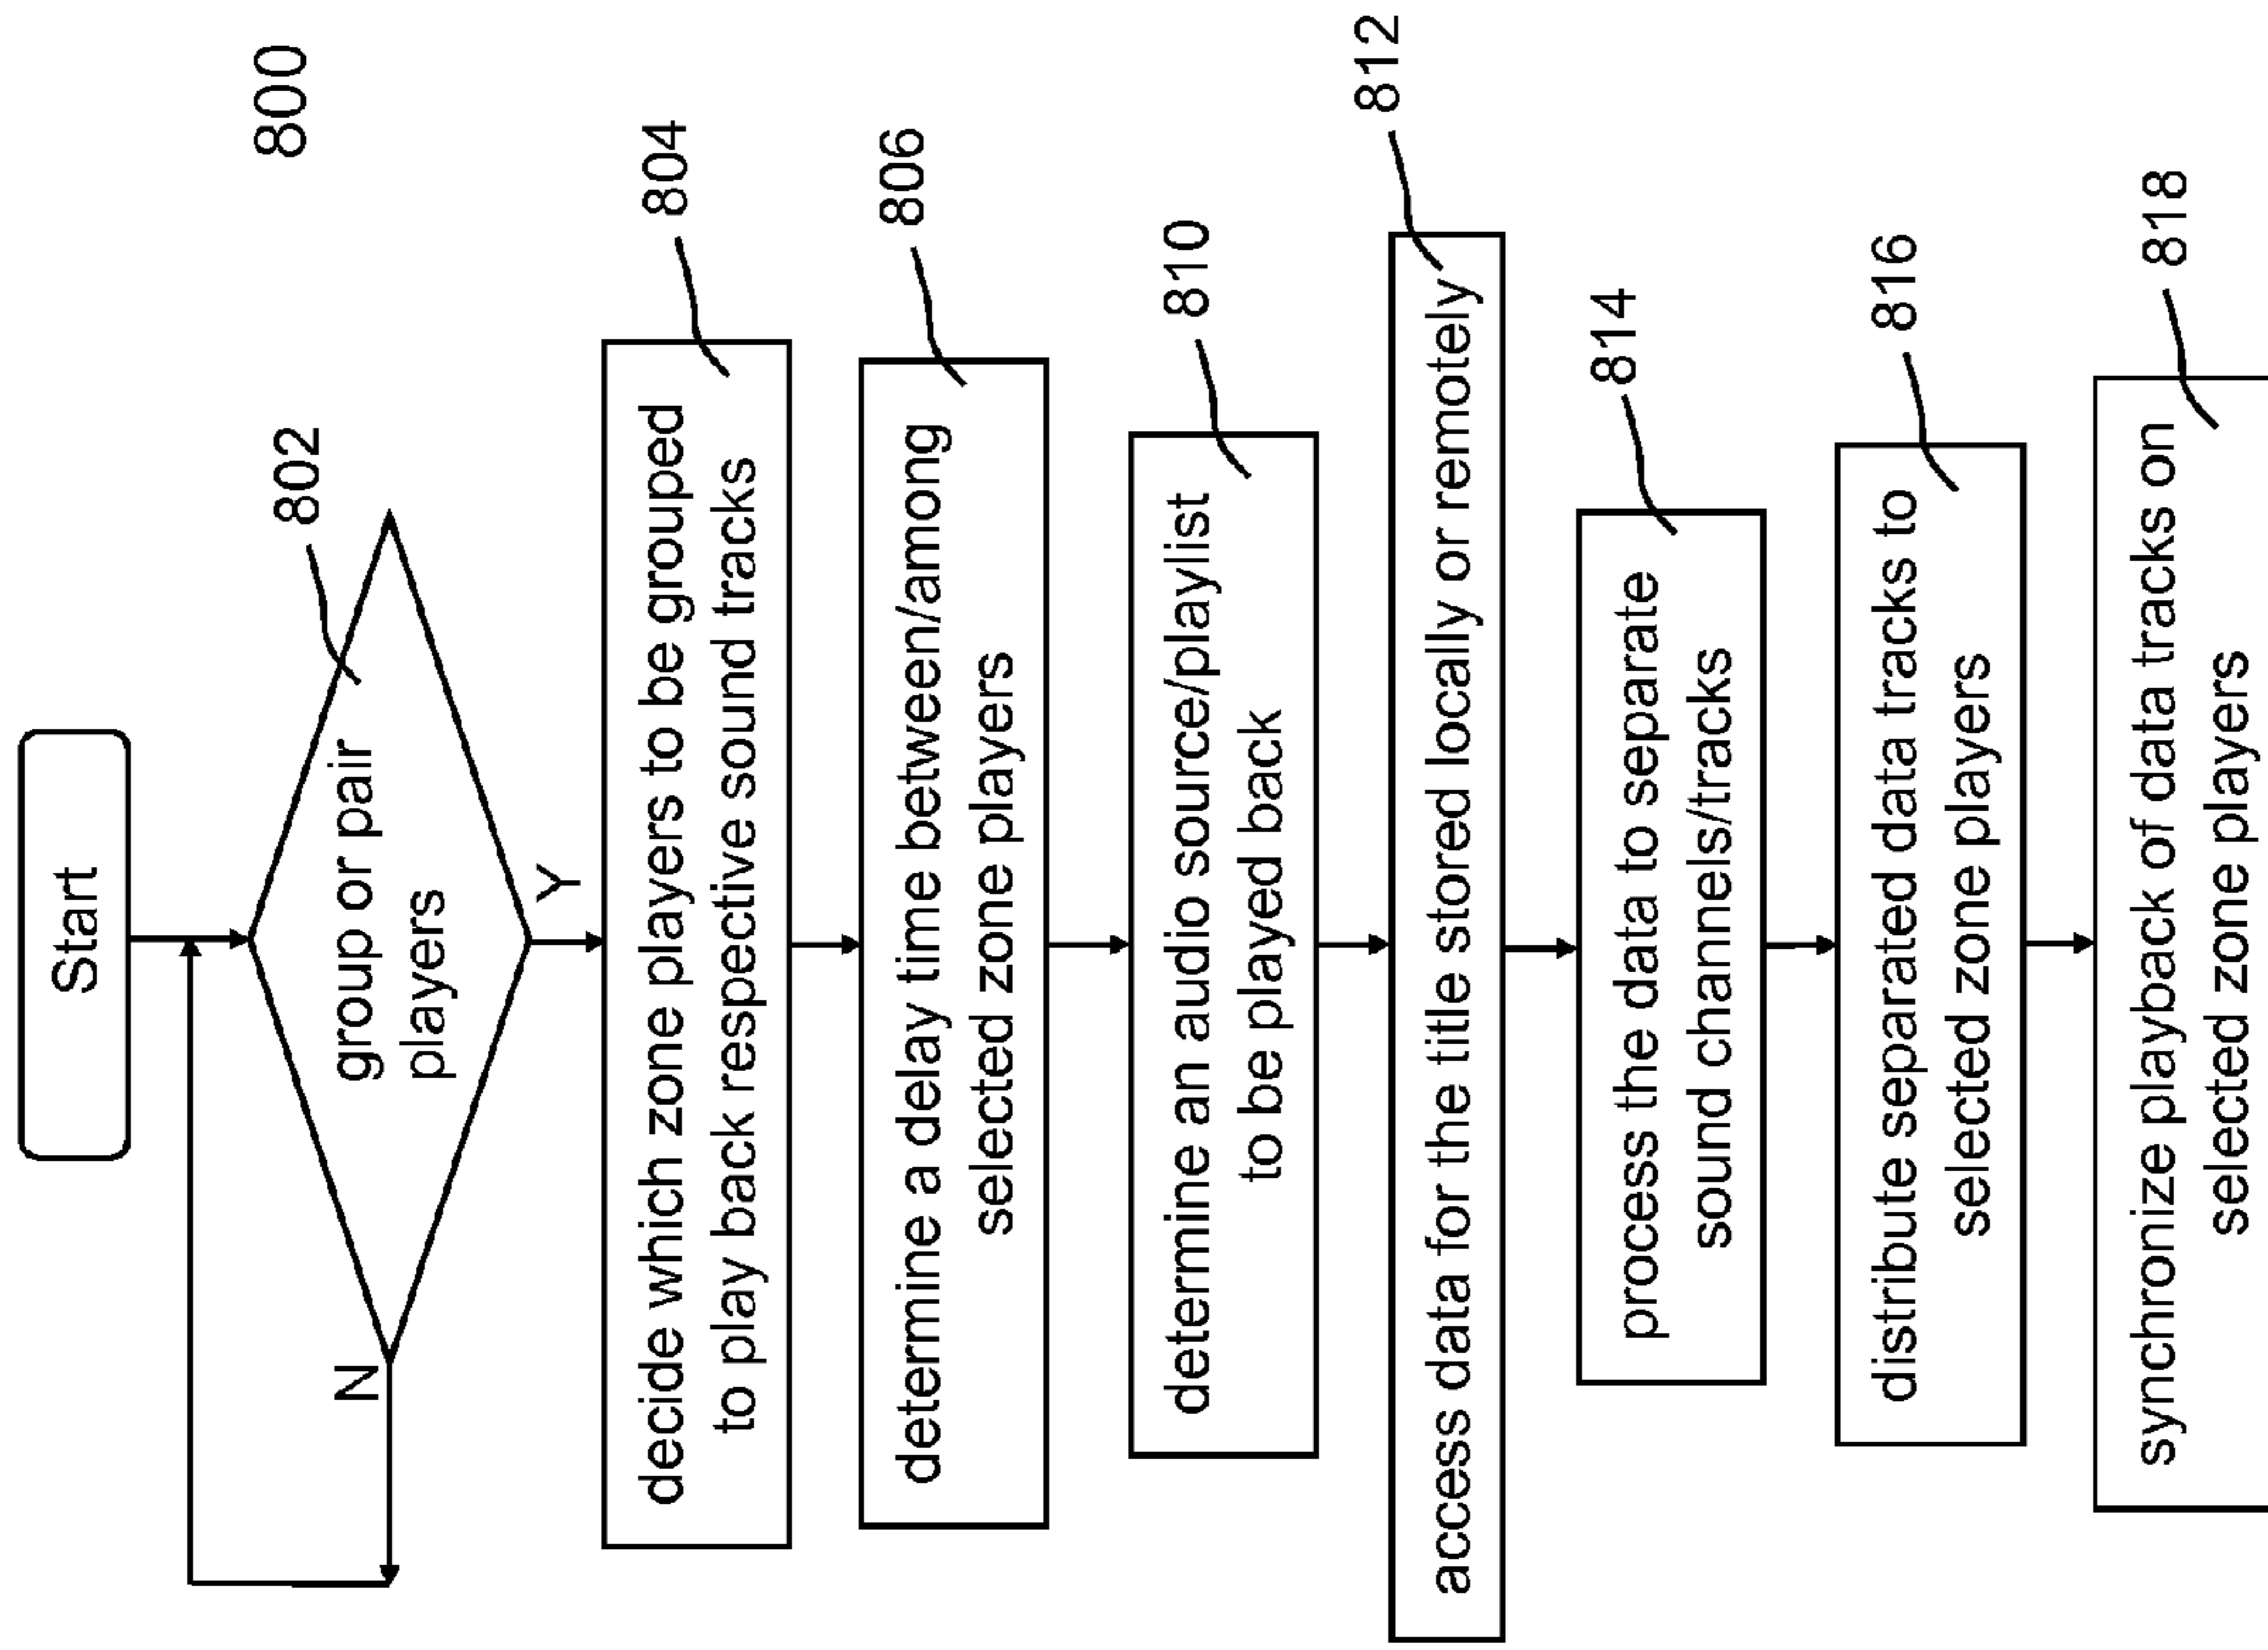 800
Start
802
group or pair
players
N
Y
804
decide which zone players to be grouped
to play back respective sound tracks
806
determine a delay time between/among
selected zone players
810
determine an audio source/playlist
to be played back
812
access data for the title stored locally or remotely
814
process the data to separate
sound channels/tracks
816
distribute separated data tracks to
selected zone players
818
synchronize playback of data tracks on
selected zone players